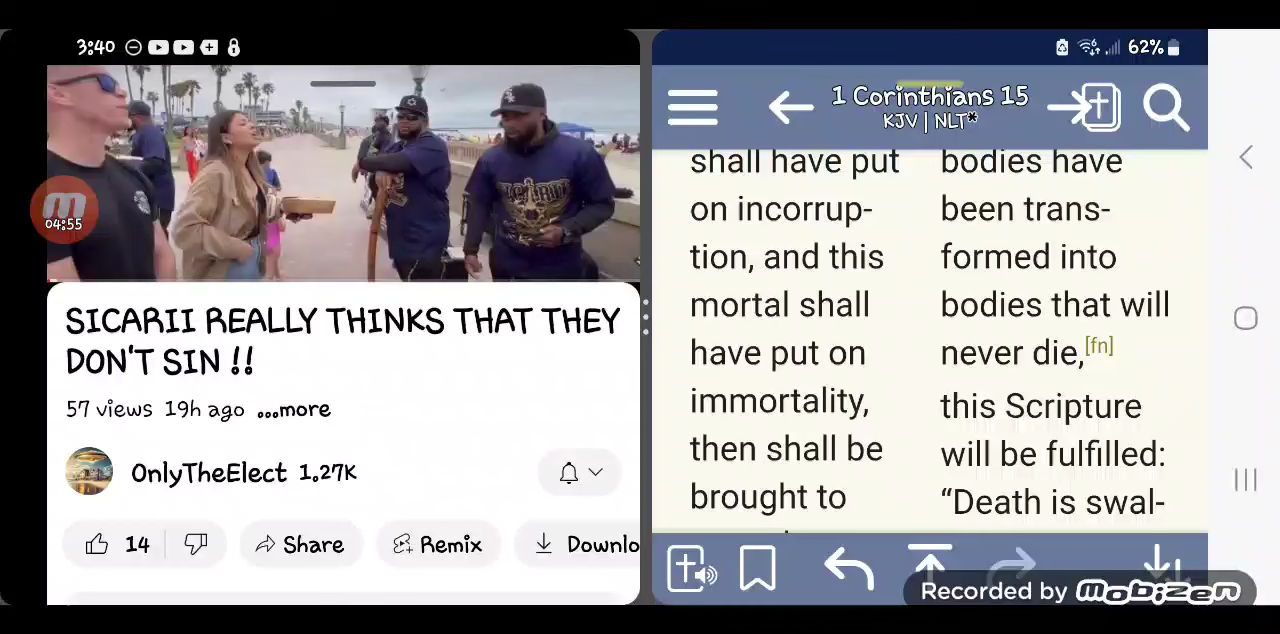 3:40
62%
04:55
SICARII REALLY THINKS THAT THEY
DON'T SIN !!
57 views 19h ago ...more
OnlyTheElect 1.27K
14
Share
Remix
Downlo
1 Corinthians 15
KJV | NLT*
shall have put
on incorrup-
tion, and this
mortal shall
have put on
immortality,
then shall be
brought to
bodies have
been trans-
formed into
bodies that will
never die,[fn]
this Scripture
will be fulfilled:
“Death is swal-
Recorded by mobizen